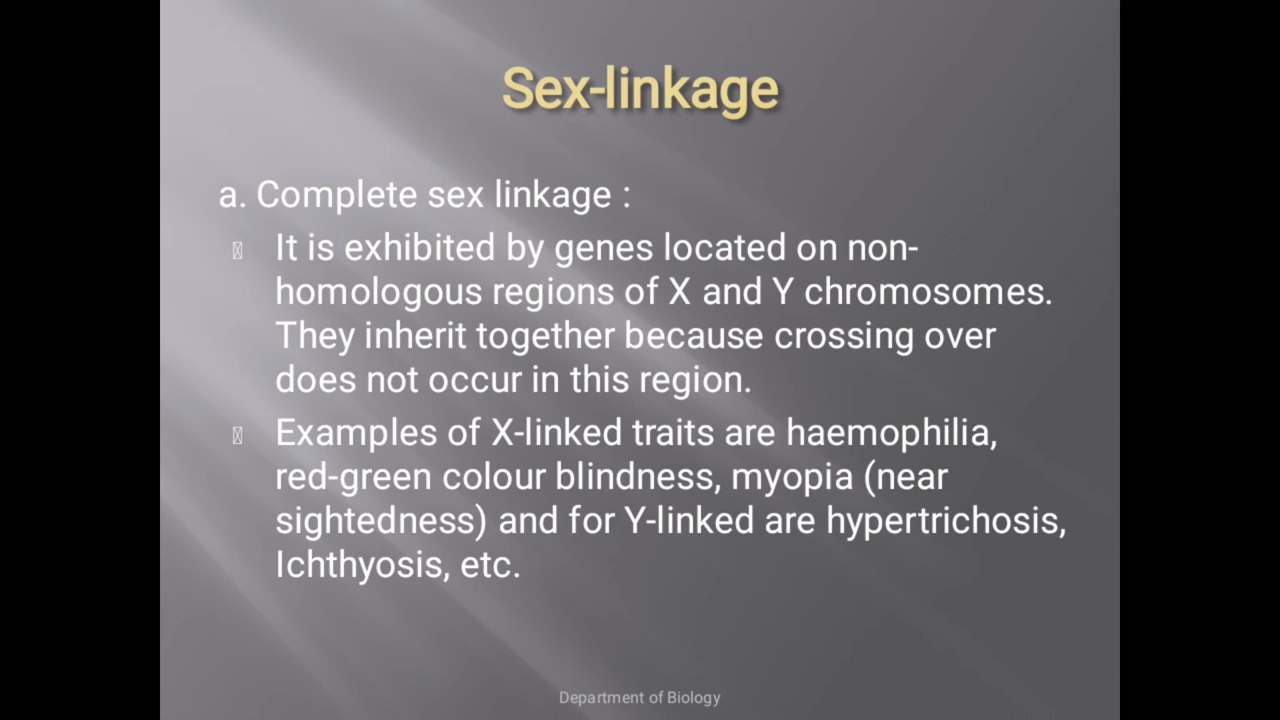 Sex-linkage
a. Complete sex linkage :
It is exhibited by genes located on non-
homologous regions of X and Y chromosomes.
They inherit together because crossing over
does not occur in this region.
Examples of X-linked traits are haemophilia,
red-green colour blindness, myopia (near
sightedness) and for Y-linked are hypertrichosis,
Ichthyosis, etc.
Department of Biology